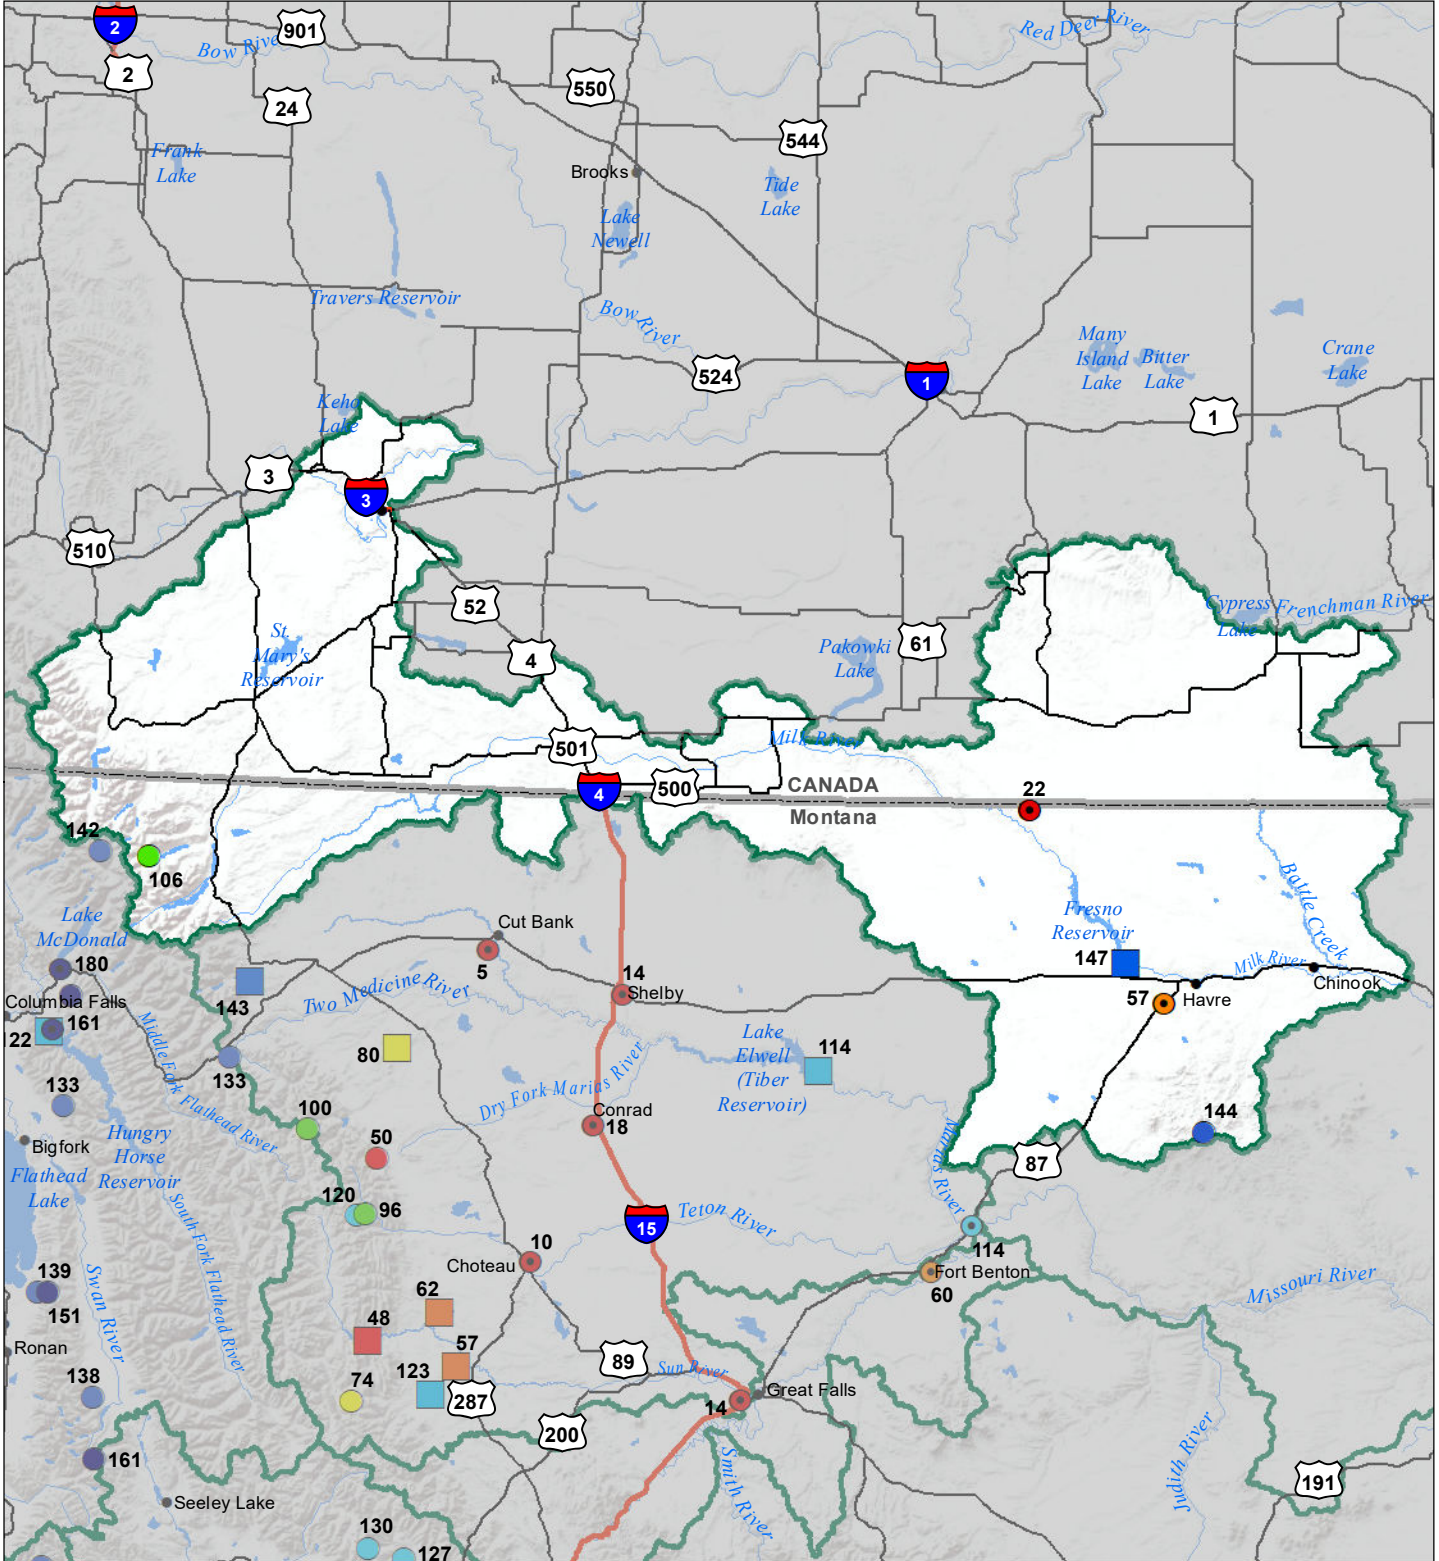 2
901
Bow River
Red Deer River
2
24
550
544
Frank
Lake
Brooks
Tide
Lake
Lake
Newell
Travers Reservoir
Bow River
524
1
Many
Island
Lake
Bitter
Lake
Crane
Lake
1
Keho
Lake
3
3
510
52
4
St.
Mary's
Reservoir
Pakowki
Lake
61
Cypress
Lake
Frenchman River
501
Milk River
4
500
CANADA
Montana
22
142
106
Lake
McDonald
Cut Bank
5
Fresno
Reservoir
147
Battle Creek
Milk River
Chinook
Havre
57
180
Columbia Falls
161
122
143
Two Medicine River
14
Shelby
80
Lake
Elwell
(Tiber
Reservoir)
114
133
133
Middle Fork Flathead River
Dry Fork Marias River
Conrad
18
100
50
Bigfork
Hungry
Horse
Reservoir
Flathead
Lake
144
87
Marias River
120
96
South Fork Flathead River
15
Teton River
114
Fort Benton
60
10
Choteau
139
151
Swan River
Missouri River
62
48
57
89
Ronan
138
74
123
287
Sun River
Great Falls
14
200
161
Smith River
Judith River
191
Seeley Lake
130
127